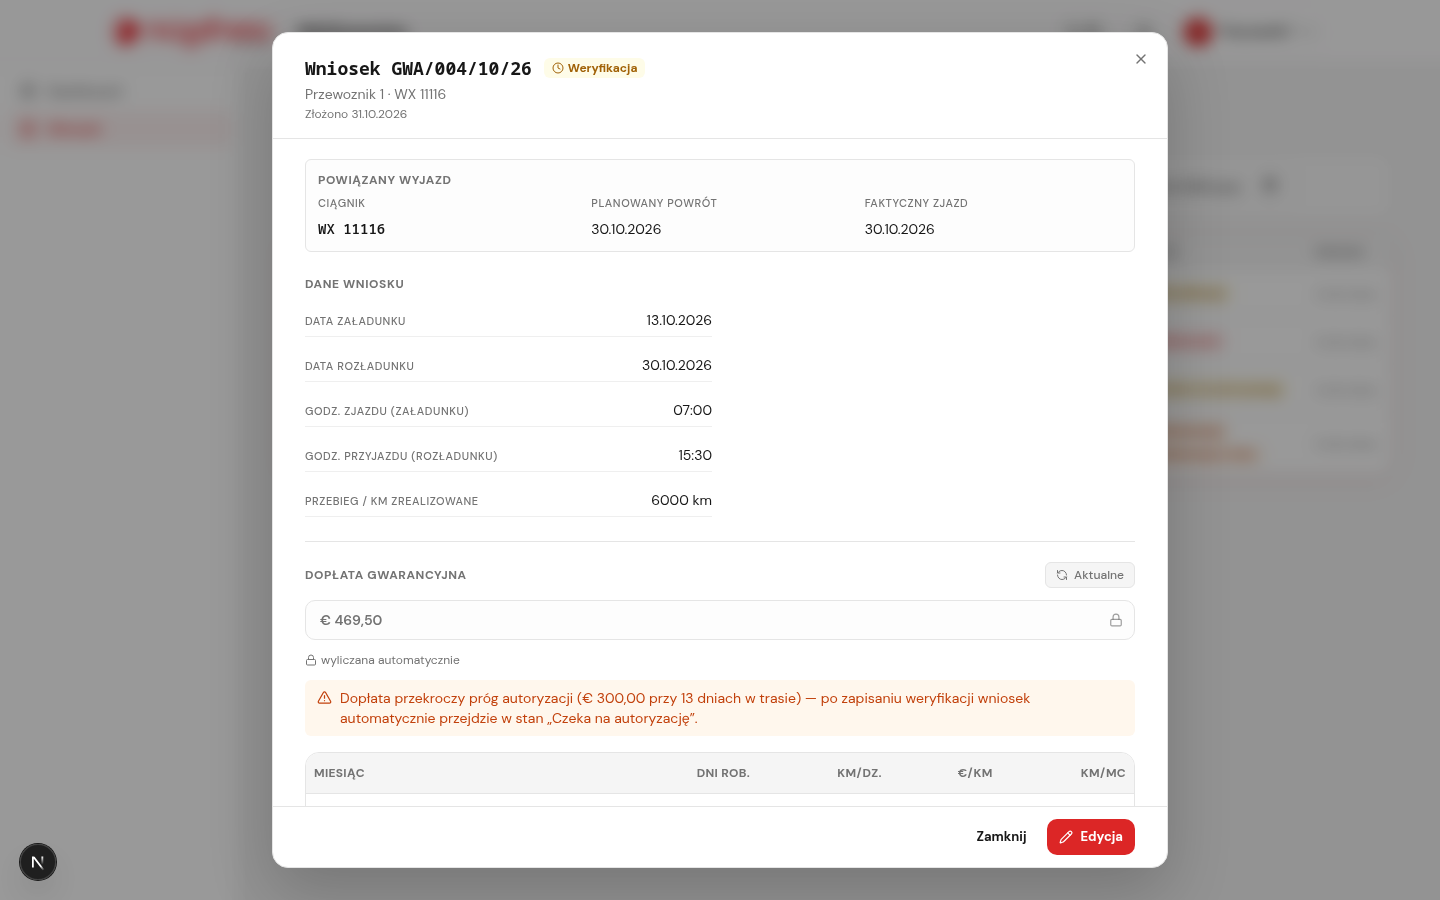 Wniosek GWA/004/10/26 Weryfikacja
Przewoznik 1 · WX 11116
Złożono 31.10.2026
POWIĄZANY WYJAZD
CIĄGNIK PLANOWANY POWRÓT FAKTYCZNY ZJAZD
WX 11116 30.10.2026 30.10.2026
DANE WNIOSKU
DATA ZAŁADUNKU 13.10.2026
DATA ROZŁADUNKU 30.10.2026
GODZ. ZJAZDU (ZAŁADUNKU) 07:00
GODZ. PRZYJAZDU (ROZŁADUNKU) 15:30
PRZEBIEG / KM ZREALIZOWANE 6000 km
DOPŁATA GWARANCYJNA Aktualne
€ 469,50
wyliczana automatycznie
Dopłata przekroczy próg autoryzacji (€ 300,00 przy 13 dniach w trasie) — po zapisaniu weryfikacji wniosek
automatycznie przejdzie w stan „Czeka na autoryzację”.
MIESIĄC DNI ROB. KM/DZ. €/KM KM/MC
Zamknij Edycja
N